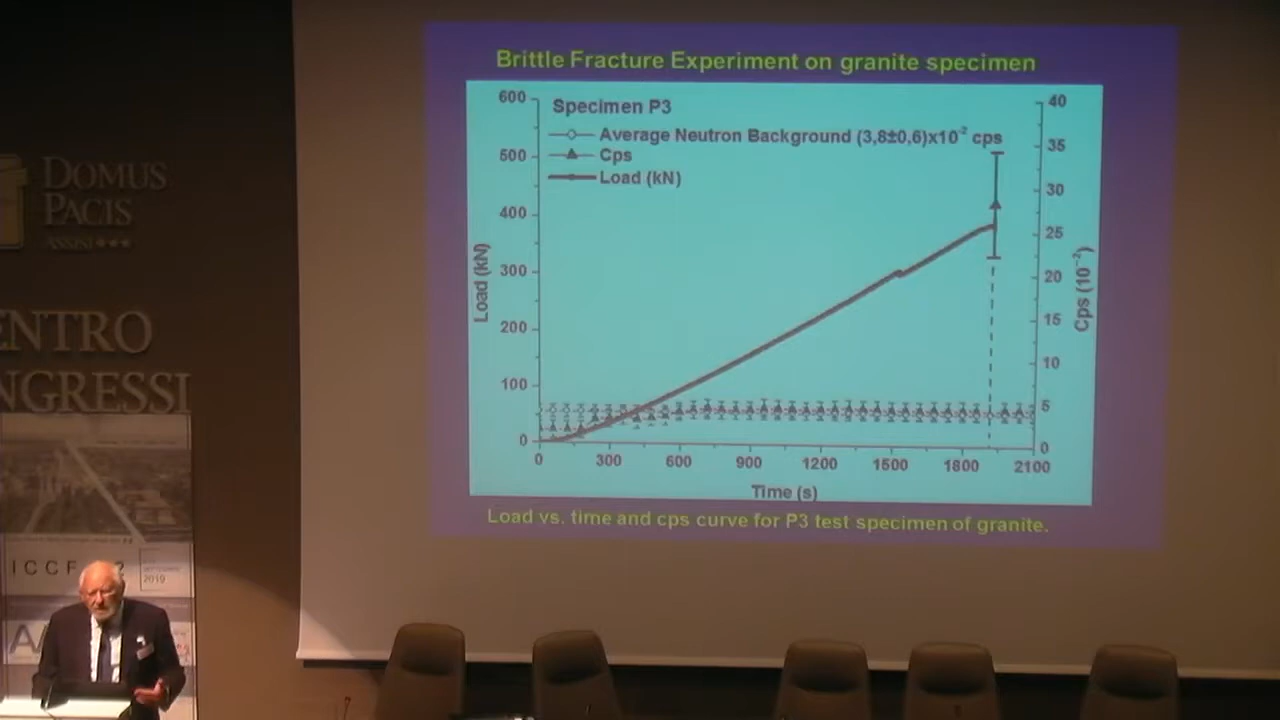 Brittle Fracture Experiment on granite specimen
Specimen P3
Average Neutron Background (3,8±0,6)x10⁻² cps
Cps
Load (kN)
600
500
400
300
200
100
0
Load (kN)
40
35
30
25
20
15
10
5
0
Cps (10⁻²)
0 300 600 900 1200 1500 1800 2100
Time (s)
Load vs. time and cps curve for P3 test specimen of granite.
DOMUS
PACIS
ASSISI
ENTRO
NGRESSI
ICCF
2019